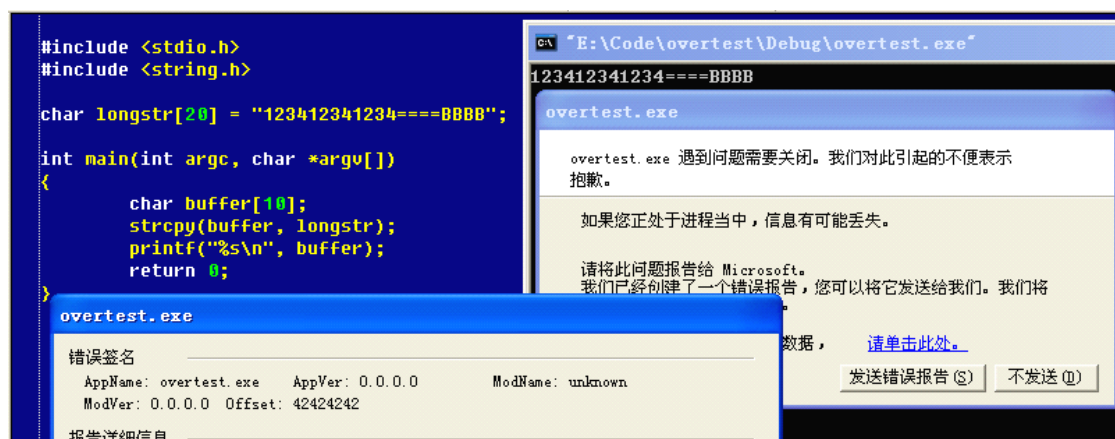 #include <stdio.h>
#include <string.h>
char longstr[20] = "123412341234====BBBB";
int main(int argc, char *argv[])
{
char buffer[10];
strcpy(buffer, longstr);
printf("%s\n", buffer);
return 0;
}
"E:\Code\overtest\Debug\overtest.exe"
123412341234====BBBB
overtest.exe
overtest.exe 遇到问题需要关闭。我们对此引起的不便表示
抱歉。
如果您正处于进程当中，信息有可能丢失。
请将此问题报告给 Microsoft。
我们已经创建了一个错误报告，您可以将它发送给我们。我们将
数据， 请单击此处。
发送错误报告(S) 不发送(D)
overtest.exe
错误签名
AppName: overtest.exe AppVer: 0.0.0.0 ModName: unknown
ModVer: 0.0.0.0 Offset: 42424242
报告详细信息